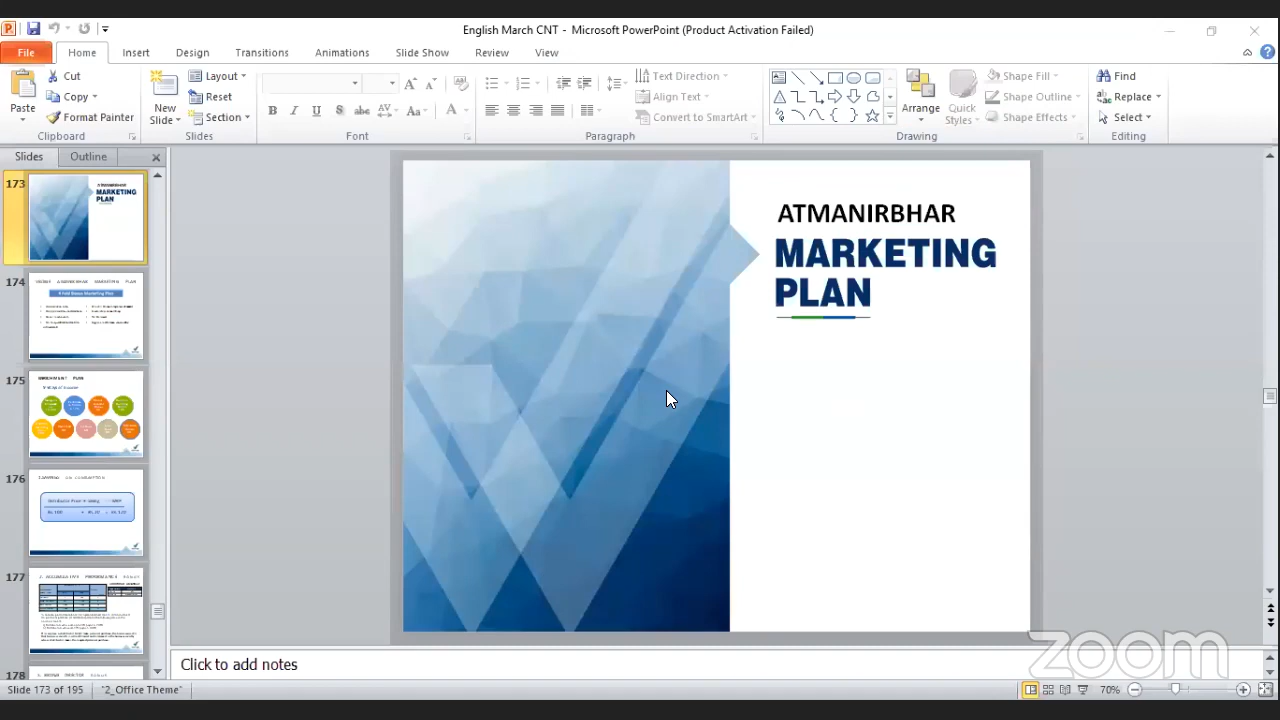 English March CNT - Microsoft PowerPoint (Product Activation Failed)
File Home Insert Design Transitions Animations Slide Show Review View
Paste
Cut
Copy
Format Painter
Clipboard
New Slide
Layout
Reset
Section
Slides
Font
Text Direction
Align Text
Convert to SmartArt
Paragraph
Arrange
Quick Styles
Shape Fill
Shape Outline
Shape Effects
Drawing
Find
Replace
Select
Editing
Slides Outline
173
ATMANIRBHAR
MARKETING
PLAN
174
175
176
177
178
ATMANIRBHAR
MARKETING
PLAN
Click to add notes
zoom
Slide 173 of 195 "2_Office Theme" 70%